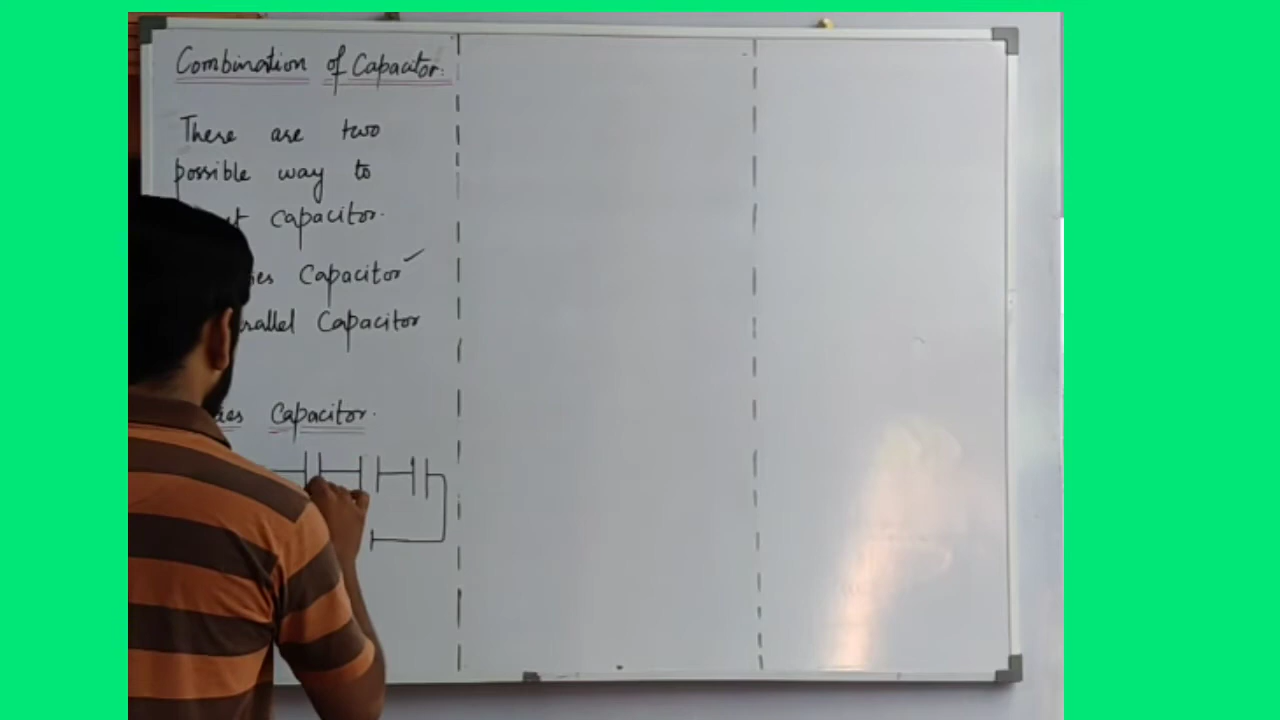 Combination of Capacitor.
There are two
possible way to
capacitor.
Capacitor
Capacitor
Capacitor.